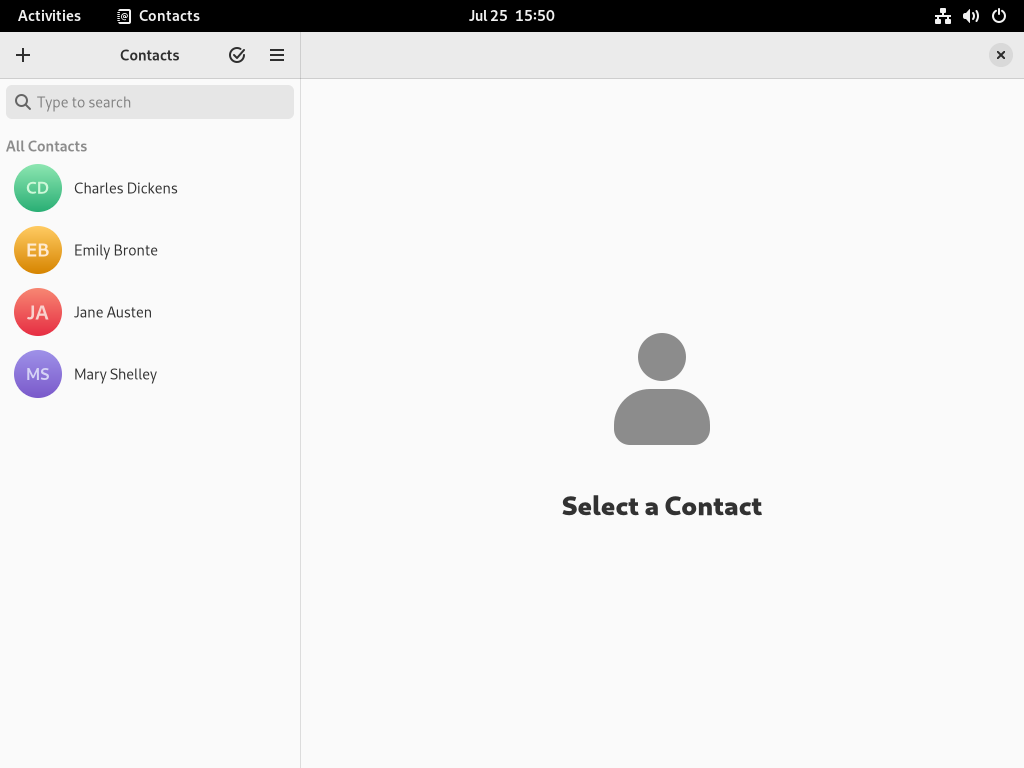 Activities Contacts Jul 25 15:50
Contacts
Type to search
All Contacts
CD Charles Dickens
EB Emily Bronte
JA Jane Austen
MS Mary Shelley
Select a Contact